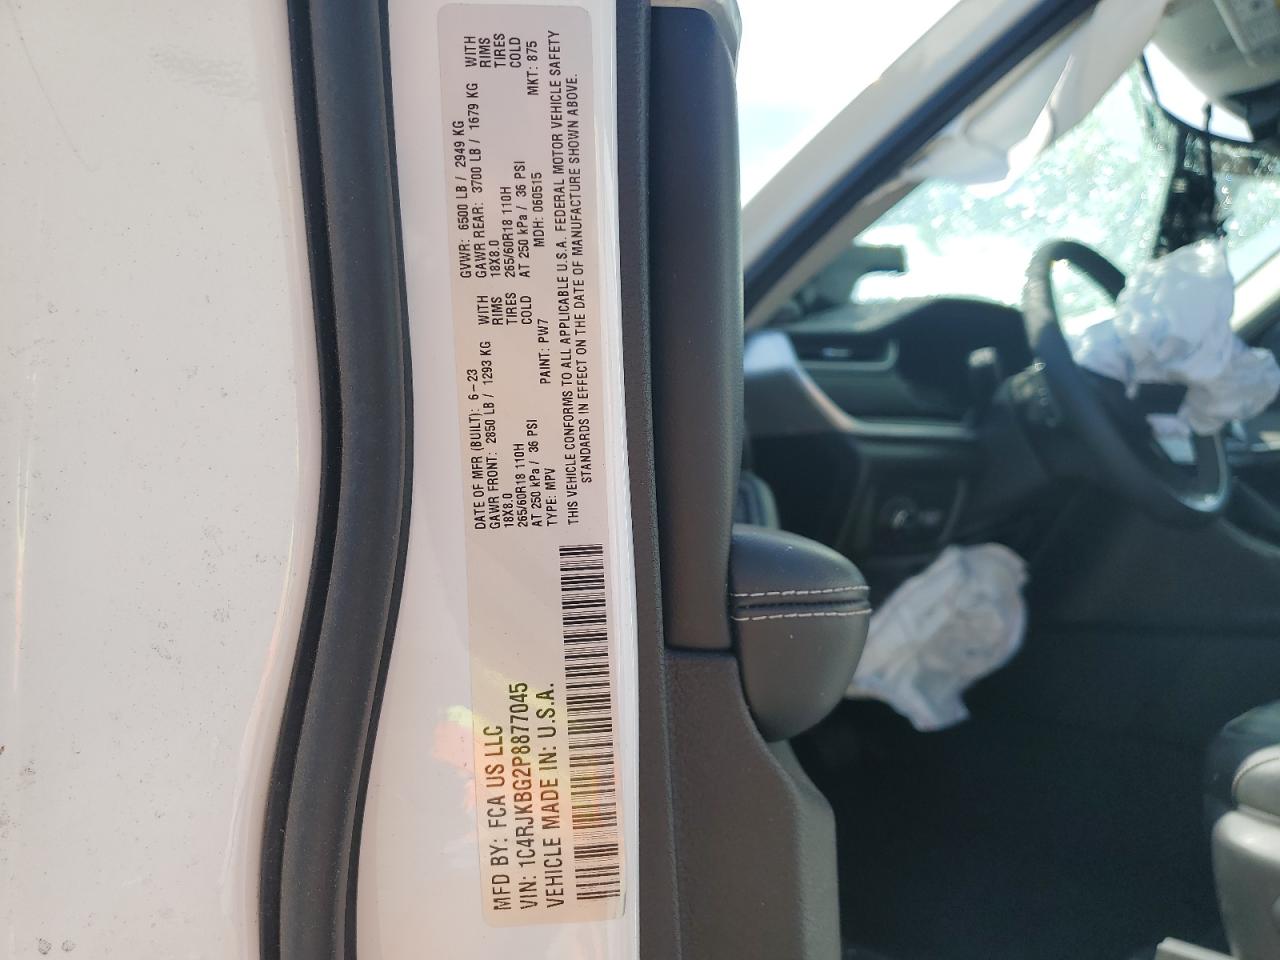 MFD BY: FCA US LLC
VIN: 1C4RJKBG2P8877045
VEHICLE MADE IN: U.S.A.
DATE OF MFR (BUILT): 6-23 GVWR: 6500 LB / 2949 KG
GAWR FRONT: 2850 LB / 1293 KG WITH GAWR REAR: 3700 LB / 1679 KG WITH
18X8.0 RIMS 18X8.0 RIMS
265/60R18 110H TIRES 265/60R18 110H TIRES
AT 250 kPa / 36 PSI COLD AT 250 kPa / 36 PSI COLD
TYPE: MPV PAINT: PW7 MDH: 060515 MKT: 875
THIS VEHICLE CONFORMS TO ALL APPLICABLE U.S.A. FEDERAL MOTOR VEHICLE SAFETY
STANDARDS IN EFFECT ON THE DATE OF MANUFACTURE SHOWN ABOVE.